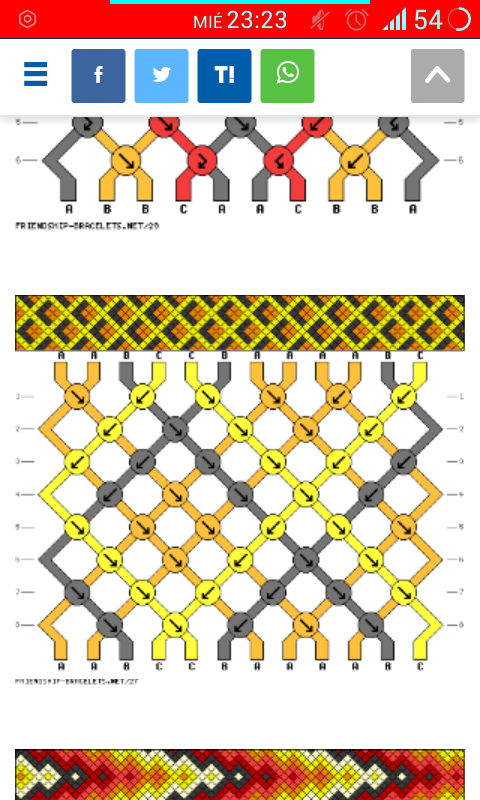 MIÉ 23:23 54
f T!
5 5
6 6
A B B C A A C B B A
FRIENDSHIP-BRACELETS.NET/28
A A B C C B A A A A B C
1 1
2 2
3 3
4 4
5 5
6 6
7 7
8 8
A A B C C B A A A A B C
FRIENDSHIP-BRACELETS.NET/27